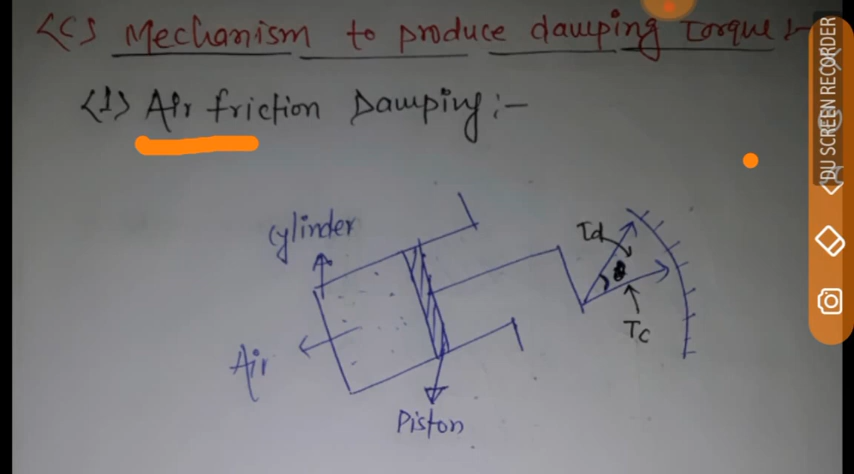 <C> Mechanism to produce damping Torque :-
<1> Air friction Damping :-
cylinder
Td
Tc
Air
Piston
DU SCREEN RECORDER